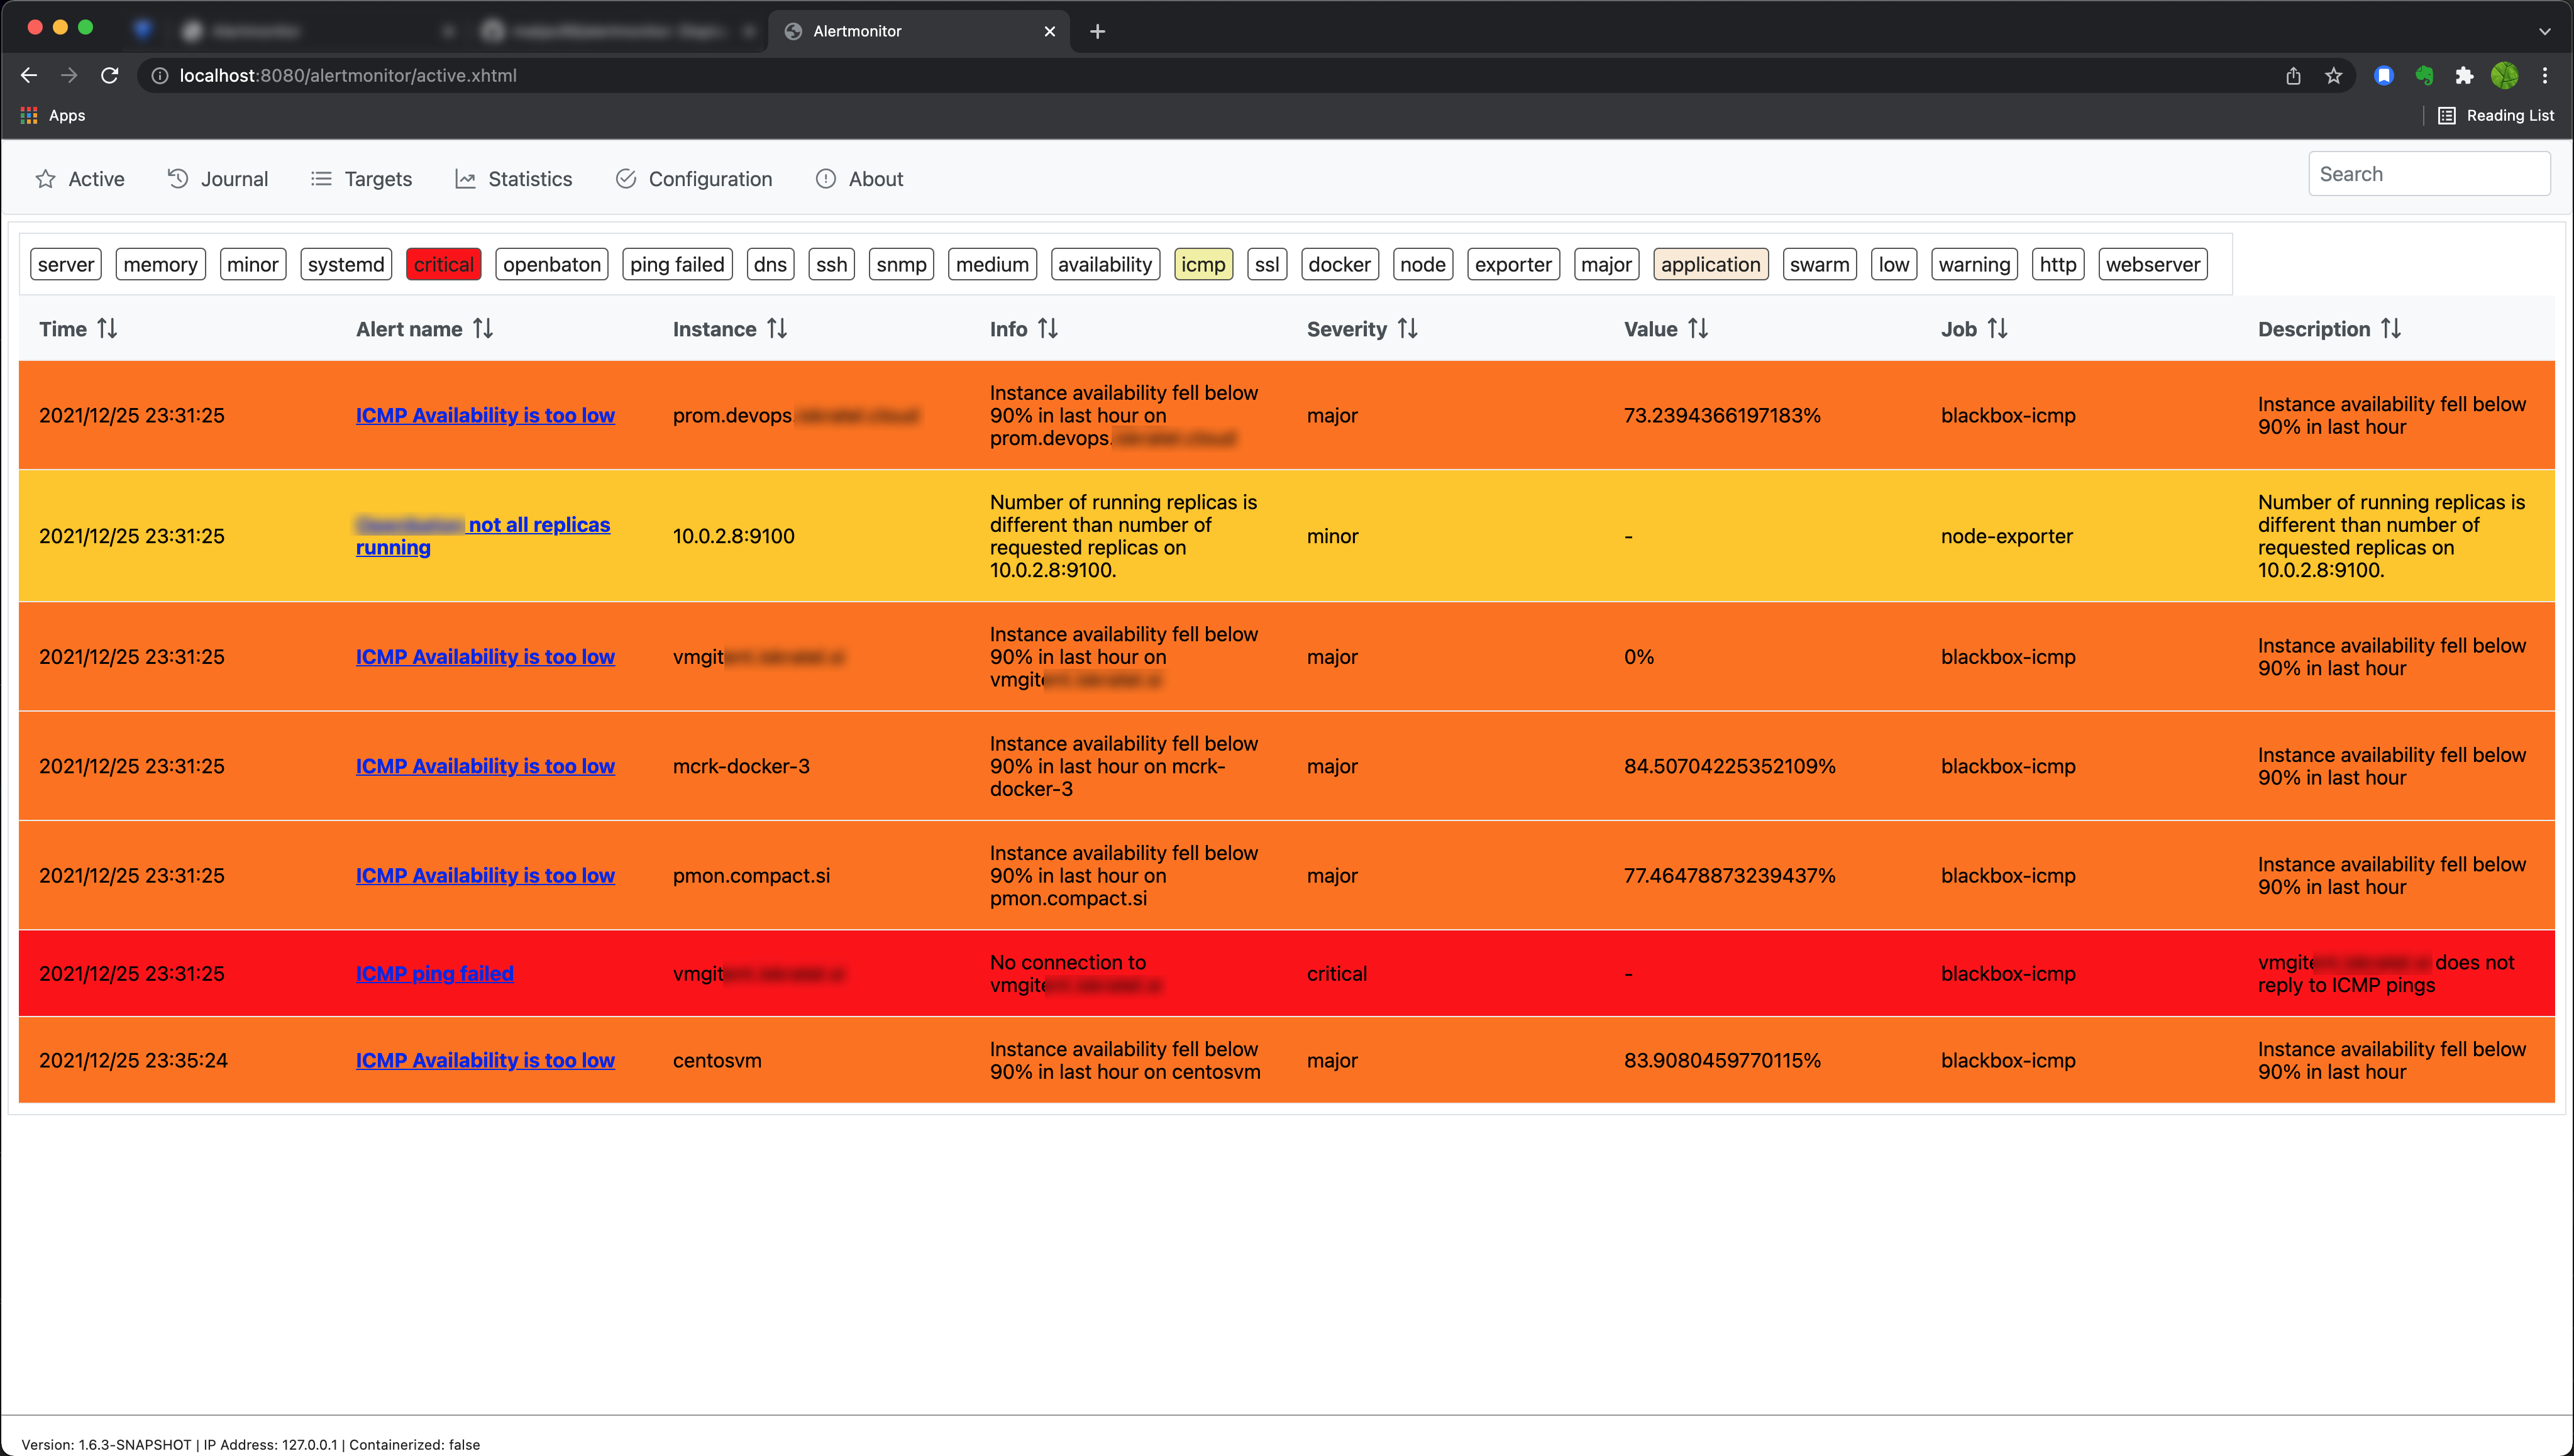 Alertmonitor
localhost:8080/alertmonitor/active.xhtml
Apps
Reading List
Active Journal Targets Statistics Configuration About Search
server memory minor systemd critical openbaton ping failed dns ssh snmp medium availability icmp ssl docker node exporter major application swarm low warning http webserver
Time Alert name Instance Info Severity Value Job Description
2021/12/25 23:31:25 ICMP Availability is too low prom.devops. Instance availability fell below
90% in last hour on
prom.devops. major 73.2394366197183% blackbox-icmp Instance availability fell below
90% in last hour
2021/12/25 23:31:25 not all replicas
running 10.0.2.8:9100 Number of running replicas is
different than number of
requested replicas on
10.0.2.8:9100. minor - node-exporter Number of running replicas is
different than number of
requested replicas on
10.0.2.8:9100.
2021/12/25 23:31:25 ICMP Availability is too low vmgit Instance availability fell below
90% in last hour on
vmgite major 0% blackbox-icmp Instance availability fell below
90% in last hour
2021/12/25 23:31:25 ICMP Availability is too low mcrk-docker-3 Instance availability fell below
90% in last hour on mcrk-
docker-3 major 84.50704225352109% blackbox-icmp Instance availability fell below
90% in last hour
2021/12/25 23:31:25 ICMP Availability is too low pmon.compact.si Instance availability fell below
90% in last hour on
pmon.compact.si major 77.46478873239437% blackbox-icmp Instance availability fell below
90% in last hour
2021/12/25 23:31:25 ICMP ping failed vmgit No connection to
vmgite critical - blackbox-icmp vmgite does not
reply to ICMP pings
2021/12/25 23:35:24 ICMP Availability is too low centosvm Instance availability fell below
90% in last hour on centosvm major 83.9080459770115% blackbox-icmp Instance availability fell below
90% in last hour
Version: 1.6.3-SNAPSHOT | IP Address: 127.0.0.1 | Containerized: false